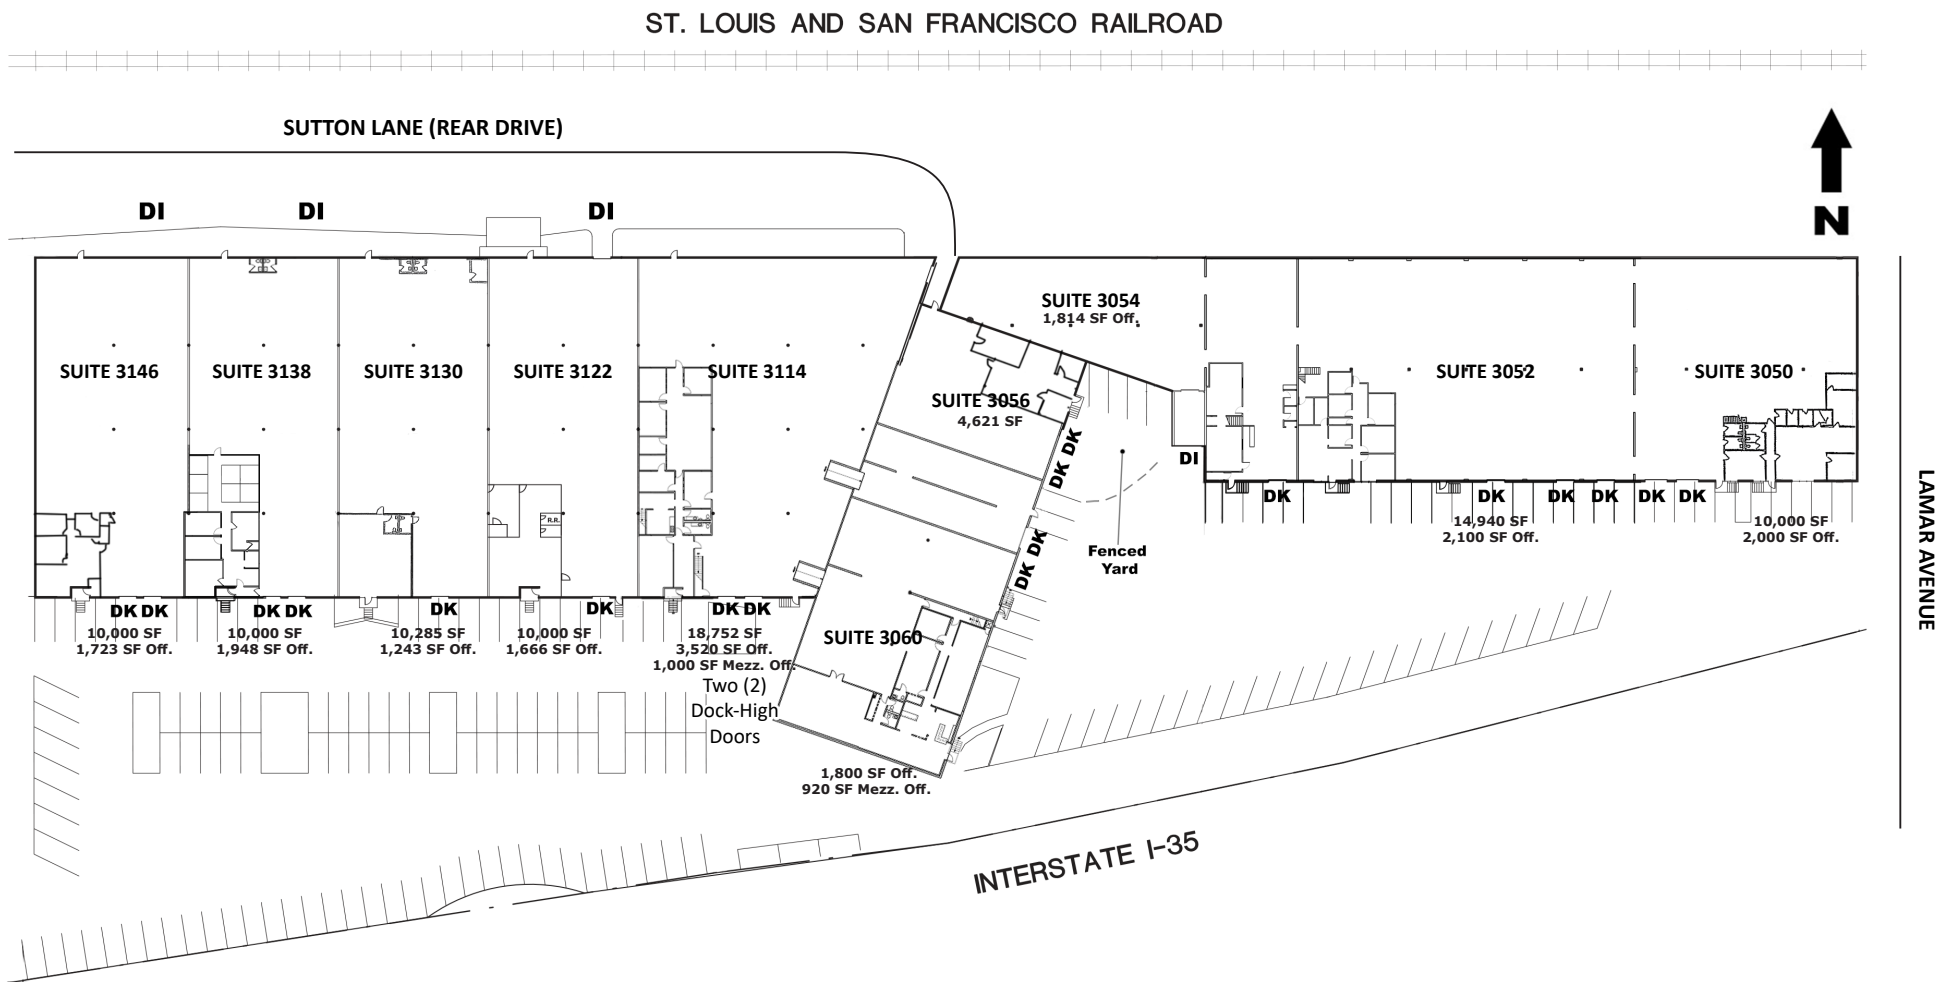 ST. LOUIS AND SAN FRANCISCO RAILROAD
SUTTON LANE (REAR DRIVE)
N
DI
DI
DI
SUITE 3146
SUITE 3138
SUITE 3130
SUITE 3122
SUITE 3114
SUITE 3054
1,814 SF Off.
SUITE 3056
4,621 SF
SUITE 3052
SUITE 3050
DK DK
DK DK
Fenced
Yard
DI
DK
DK
DK
DK
DK
DK
14,940 SF
2,100 SF Off.
10,000 SF
2,000 SF Off.
LAMAR AVENUE
R.R.
DK DK
10,000 SF
1,723 SF Off.
DK DK
10,000 SF
1,948 SF Off.
DK
10,285 SF
1,243 SF Off.
DK
10,000 SF
1,666 SF Off.
DK DK
18,752 SF
3,520 SF Off.
1,000 SF Mezz. Off.
Two (2)
Dock-High
Doors
SUITE 3060
1,800 SF Off.
920 SF Mezz. Off.
INTERSTATE I-35